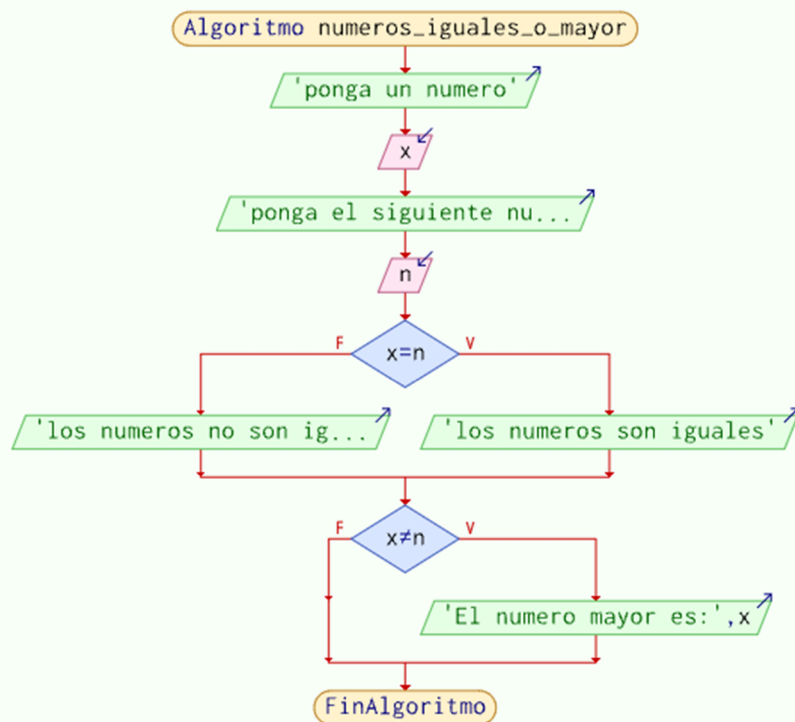 Algoritmo numeros_iguales_o_mayor
'ponga un numero'
x
'ponga el siguiente nu...
n
x=n
F
V
'los numeros no son ig...
'los numeros son iguales'
x≠n
F
V
'El numero mayor es:',x
FinAlgoritmo